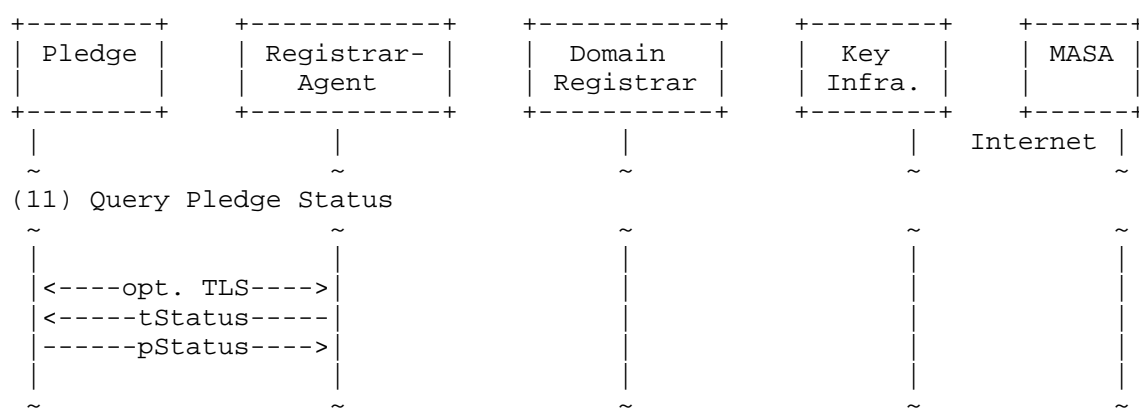 Pledge Registrar- Domain Key MASA
Agent Registrar Infra.
Internet
(11) Query Pledge Status
<----opt. TLS---->
<-----tStatus-----
------pStatus---->